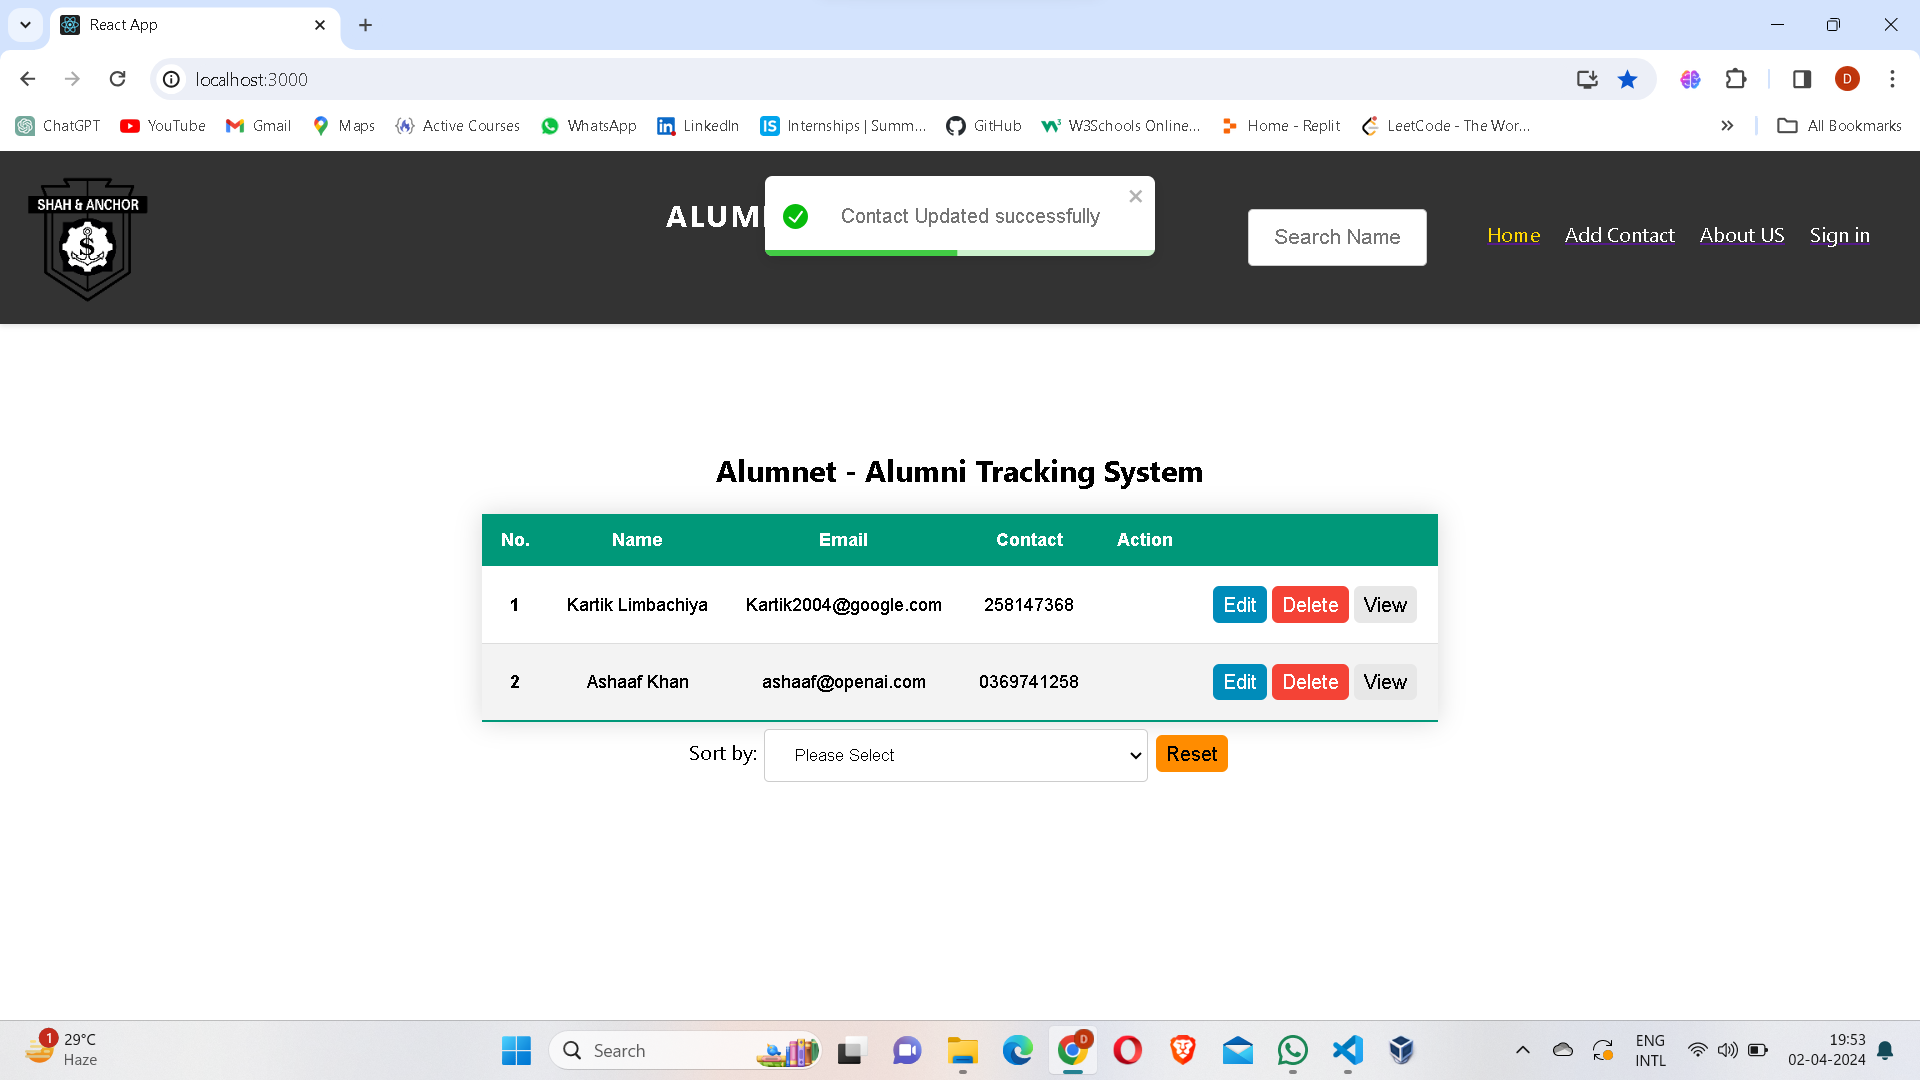 React App
localhost:3000
D
ChatGPT YouTube Gmail Maps Active Courses WhatsApp LinkedIn Internships | Summ... GitHub W3Schools Online... Home - Replit LeetCode - The Wor... All Bookmarks
SHAH & ANCHOR
ALUM
Contact Updated successfully
Search Name
Home Add Contact About US Sign in
Alumnet - Alumni Tracking System
No. Name Email Contact Action
1 Kartik Limbachiya Kartik2004@google.com 258147368 Edit Delete View
2 Ashaaf Khan ashaaf@openai.com 0369741258 Edit Delete View
Sort by: Please Select Reset
1
29°C
Haze
Search
D
ENG
INTL
19:53
02-04-2024